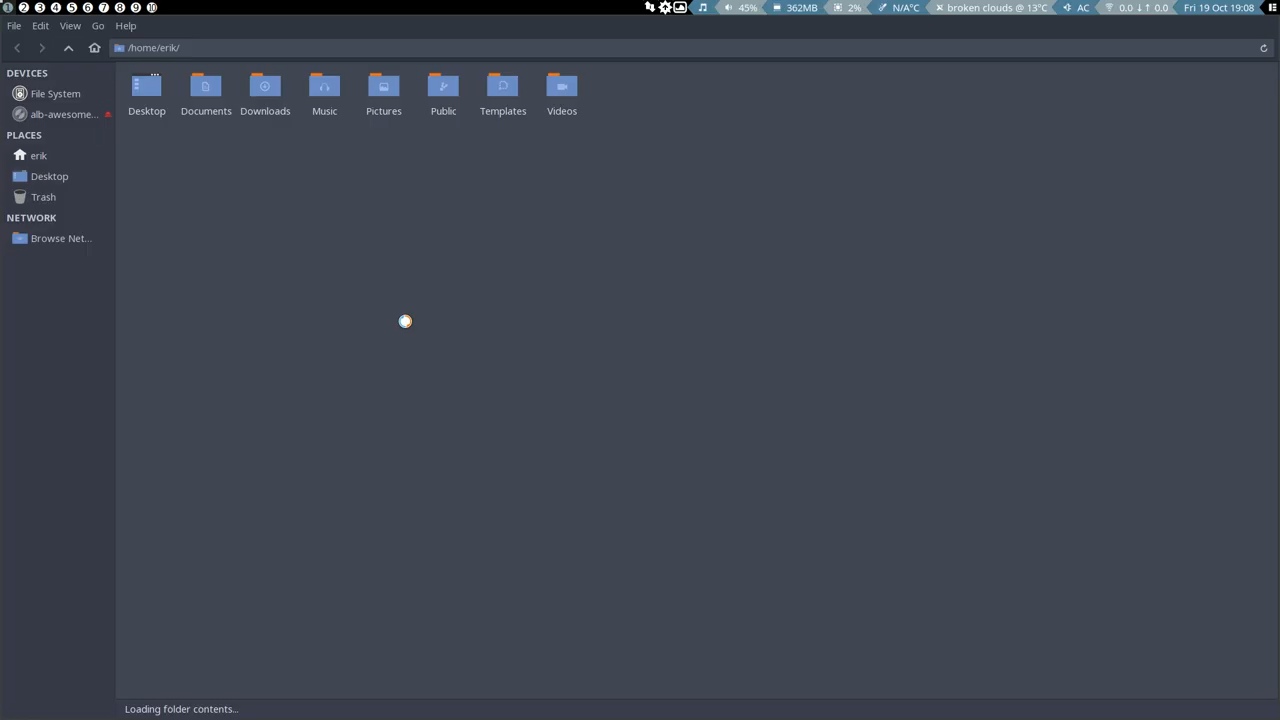 1 2 3 4 5 6 7 8 9 10 45% 362MB 2% N/A°C broken clouds @ 13°C AC 0.0 ↓↑ 0.0 Fri 19 Oct 19:08
File Edit View Go Help
/home/erik/
DEVICES
File System
alb-awesome...
PLACES
erik
Desktop
Trash
NETWORK
Browse Net...
Desktop Documents Downloads Music Pictures Public Templates Videos
Loading folder contents...